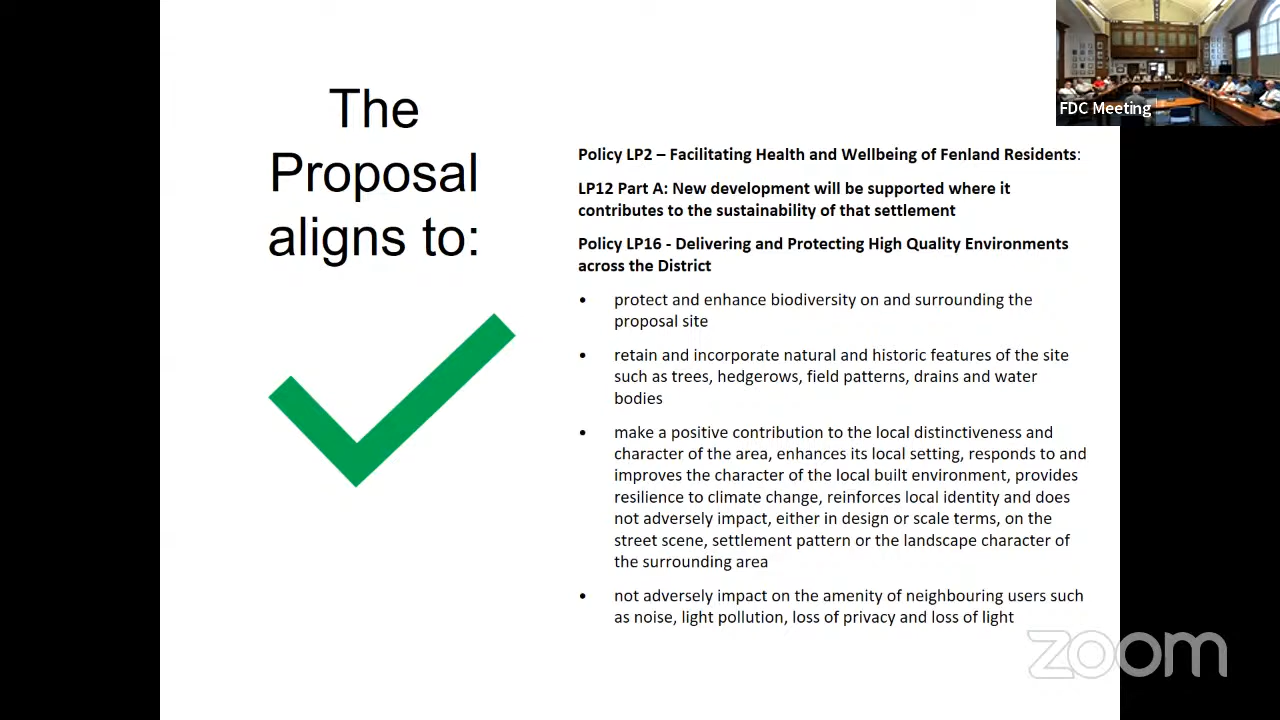 FDC Meeting
The
Proposal
aligns to:
Policy LP2 – Facilitating Health and Wellbeing of Fenland Residents:
LP12 Part A: New development will be supported where it
contributes to the sustainability of that settlement
Policy LP16 - Delivering and Protecting High Quality Environments
across the District
• protect and enhance biodiversity on and surrounding the
proposal site
• retain and incorporate natural and historic features of the site
such as trees, hedgerows, field patterns, drains and water
bodies
• make a positive contribution to the local distinctiveness and
character of the area, enhances its local setting, responds to and
improves the character of the local built environment, provides
resilience to climate change, reinforces local identity and does
not adversely impact, either in design or scale terms, on the
street scene, settlement pattern or the landscape character of
the surrounding area
• not adversely impact on the amenity of neighbouring users such
as noise, light pollution, loss of privacy and loss of light
zoom